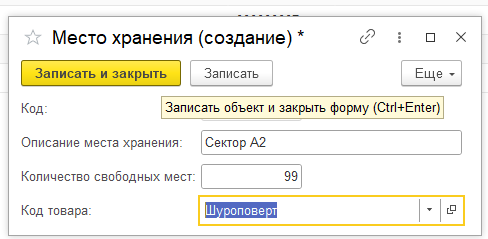 Место хранения (создание) *
Записать и закрыть
Записать
Еще
Код:
Записать объект и закрыть форму (Ctrl+Enter)
Описание места хранения:
Сектор А2
Количество свободных мест:
99
Код товара:
Шуроповерт